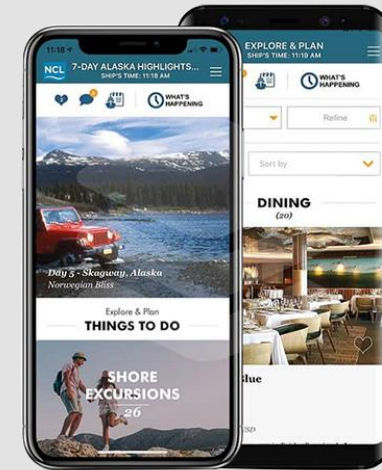 11:18
NCL
7-DAY ALASKA HIGHLIGHTS...
SHIP'S TIME: 11:18 AM
WHAT'S
HAPPENING
Day 5 - Skagway, Alaska
Norwegian Bliss
Explore & Plan
THINGS TO DO
SHORE
EXCURSIONS
26
EXPLORE & PLAN
SHIP'S TIME: 11:19 AM
WHAT'S
HAPPENING
Refine
Sort by
DINING
(20)